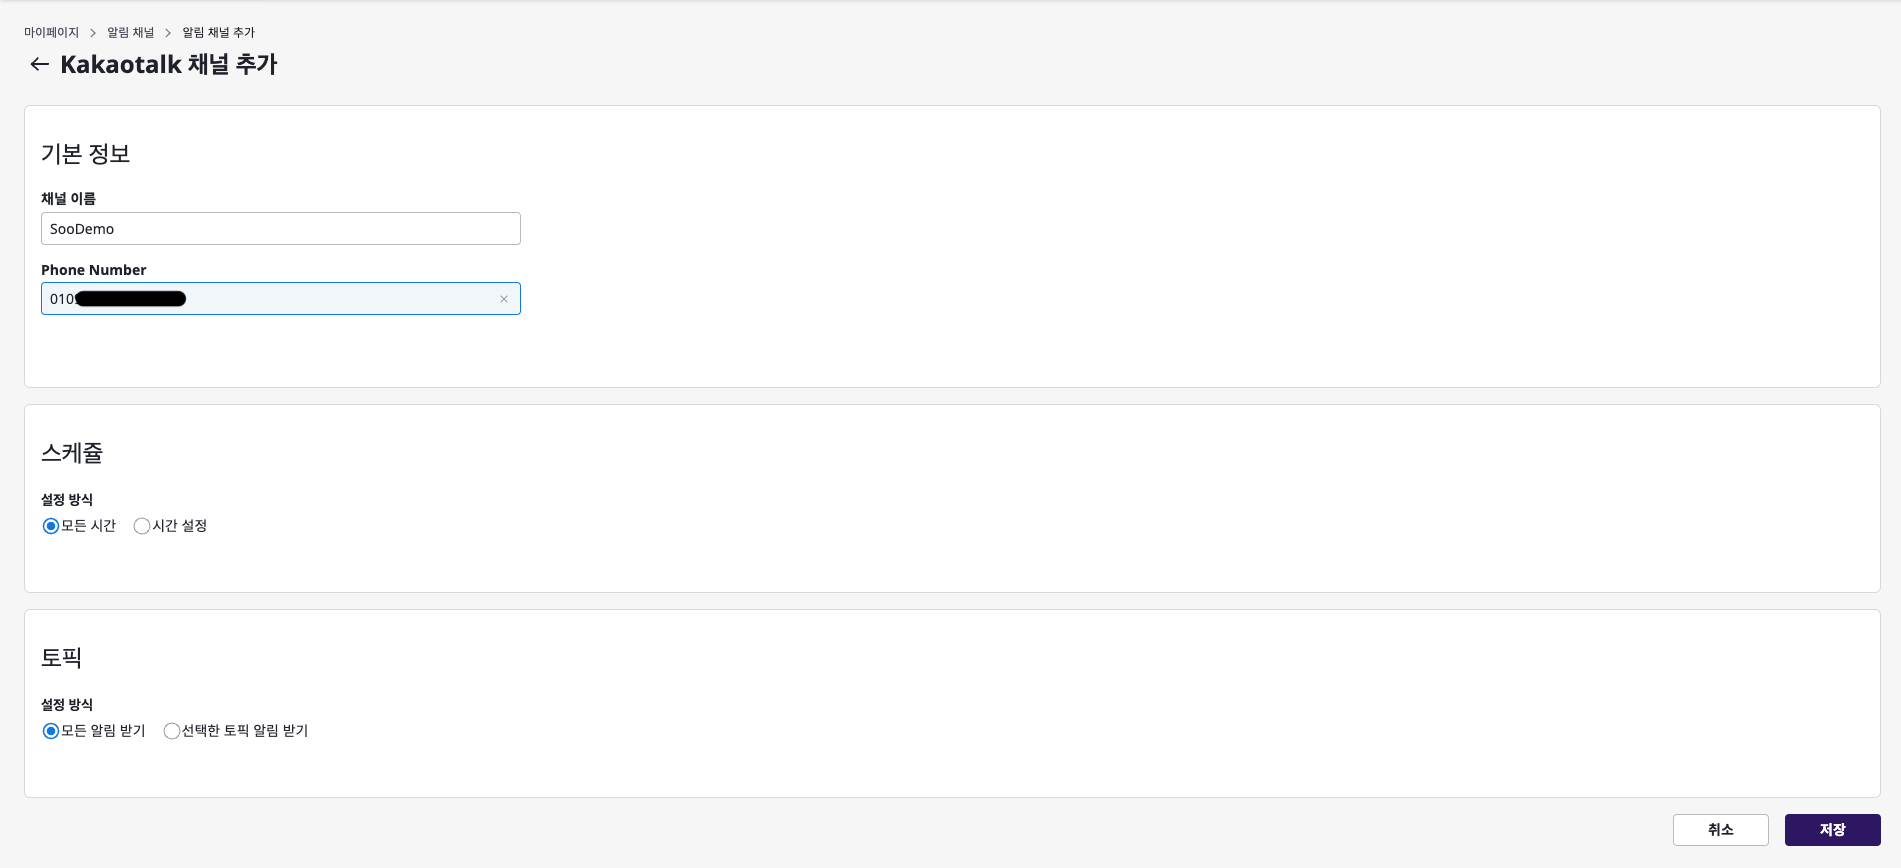 마이페이지 > 알림 채널 > 알림 채널 추가
← Kakaotalk 채널 추가
기본 정보
채널 이름
SooDemo
Phone Number
010
스케쥴
설정 방식
모든 시간 시간 설정
토픽
설정 방식
모든 알림 받기 선택한 토픽 알림 받기
취소 저장